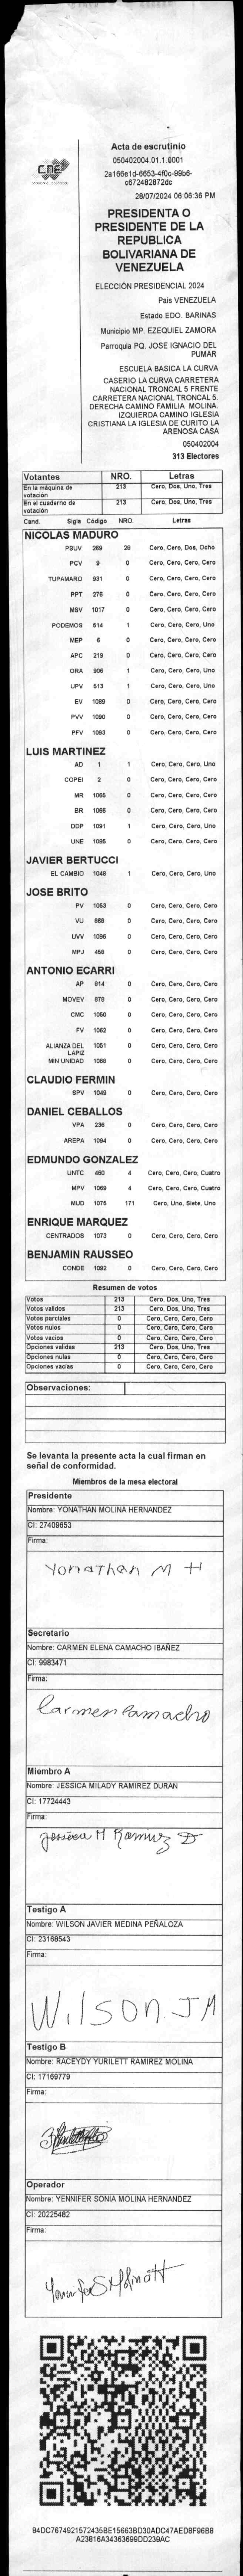 CNE
Acta de escrutinio
050402004.01.1.0001
2a166e1d-6653-4f0c-99b6-
c672482872dc
28/07/2024 06:06:36 PM
PRESIDENTA O
PRESIDENTE DE LA
REPUBLICA
BOLIVARIANA DE
VENEZUELA
ELECCIÓN PRESIDENCIAL 2024
País VENEZUELA
Estado EDO. BARINAS
Municipio MP. EZEQUIEL ZAMORA
Parroquia PQ. JOSE IGNACIO DEL
PUMAR
ESCUELA BASICA LA CURVA
CASERIO LA CURVA CARRETERA
NACIONAL TRONCAL 5 FRENTE
CARRETERA NACIONAL TRONCAL 5.
DERECHA CAMINO FAMILIA MOLINA.
IZQUIERDA CAMINO IGLESIA
CRISTIANA LA IGLESIA DE CURITO LA
ARENOSA CASA
050402004
313 Electores
Votantes NRO. Letras
En la máquina de votación 213 Cero, Dos, Uno, Tres
En el cuaderno de votación 213 Cero, Dos, Uno, Tres
Cand. Sigla Código NRO. Letras
NICOLAS MADURO
PSUV 269 28 Cero, Cero, Dos, Ocho
PCV 9 0 Cero, Cero, Cero, Cero
TUPAMARO 931 0 Cero, Cero, Cero, Cero
PPT 276 0 Cero, Cero, Cero, Cero
MSV 1017 0 Cero, Cero, Cero, Cero
PODEMOS 614 1 Cero, Cero, Cero, Uno
MEP 6 0 Cero, Cero, Cero, Cero
APC 219 0 Cero, Cero, Cero, Cero
ORA 906 1 Cero, Cero, Cero, Uno
UPV 613 1 Cero, Cero, Cero, Uno
EV 1089 0 Cero, Cero, Cero, Cero
PVV 1090 0 Cero, Cero, Cero, Cero
PFV 1093 0 Cero, Cero, Cero, Cero
LUIS MARTINEZ
AD 1 1 Cero, Cero, Cero, Uno
COPEI 2 0 Cero, Cero, Cero, Cero
MR 1065 0 Cero, Cero, Cero, Cero
BR 1066 0 Cero, Cero, Cero, Cero
DDP 1091 1 Cero, Cero, Cero, Uno
UNE 1095 0 Cero, Cero, Cero, Cero
JAVIER BERTUCCI
EL CAMBIO 1048 1 Cero, Cero, Cero, Uno
JOSE BRITO
PV 1053 0 Cero, Cero, Cero, Cero
VU 868 0 Cero, Cero, Cero, Cero
UVV 1096 0 Cero, Cero, Cero, Cero
MPJ 458 0 Cero, Cero, Cero, Cero
ANTONIO ECARRI
AP 814 0 Cero, Cero, Cero, Cero
MOVEV 878 0 Cero, Cero, Cero, Cero
CMC 1050 0 Cero, Cero, Cero, Cero
FV 1062 0 Cero, Cero, Cero, Cero
ALIANZA DEL LAPIZ 1051 0 Cero, Cero, Cero, Cero
MIN UNIDAD 1068 0 Cero, Cero, Cero, Cero
CLAUDIO FERMIN
SPV 1049 0 Cero, Cero, Cero, Cero
DANIEL CEBALLOS
VPA 236 0 Cero, Cero, Cero, Cero
AREPA 1094 0 Cero, Cero, Cero, Cero
EDMUNDO GONZALEZ
UNTC 460 4 Cero, Cero, Cero, Cuatro
MPV 1069 4 Cero, Cero, Cero, Cuatro
MUD 1075 171 Cero, Uno, Siete, Uno
ENRIQUE MARQUEZ
CENTRADOS 1073 0 Cero, Cero, Cero, Cero
BENJAMIN RAUSSEO
CONDE 1092 0 Cero, Cero, Cero, Cero
Resumen de votos
Votos 213 Cero, Dos, Uno, Tres
Votos validos 213 Cero, Dos, Uno, Tres
Votos parciales 0 Cero, Cero, Cero, Cero
Votos nulos 0 Cero, Cero, Cero, Cero
Votos vacios 0 Cero, Cero, Cero, Cero
Opciones validas 213 Cero, Dos, Uno, Tres
Opciones nulas 0 Cero, Cero, Cero, Cero
Opciones vacias 0 Cero, Cero, Cero, Cero
Observaciones:
Se levanta la presente acta la cual firman en
señal de conformidad.
Miembros de la mesa electoral
Presidente
Nombre: YONATHAN MOLINA HERNANDEZ
CI: 27409653
Firma:
Yonathan M H
Secretario
Nombre: CARMEN ELENA CAMACHO IBAÑEZ
CI: 9983471
Firma:
Carmen Camacho
Miembro A
Nombre: JESSICA MILADY RAMIREZ DURAN
CI: 17724443
Firma:
Jessica M Ramirez D
Testigo A
Nombre: WILSON JAVIER MEDINA PEÑALOZA
CI: 23168543
Firma:
Wilson JM
Testigo B
Nombre: RACEYDY YURILETT RAMIREZ MOLINA
CI: 17169779
Firma:
Operador
Nombre: YENNIFER SONIA MOLINA HERNANDEZ
CI: 20225482
Firma:
Yennifer S Molina H
84DC7674921572435BE15663BD30ADC47AED8F96B8
A23816A34363699DD239AC